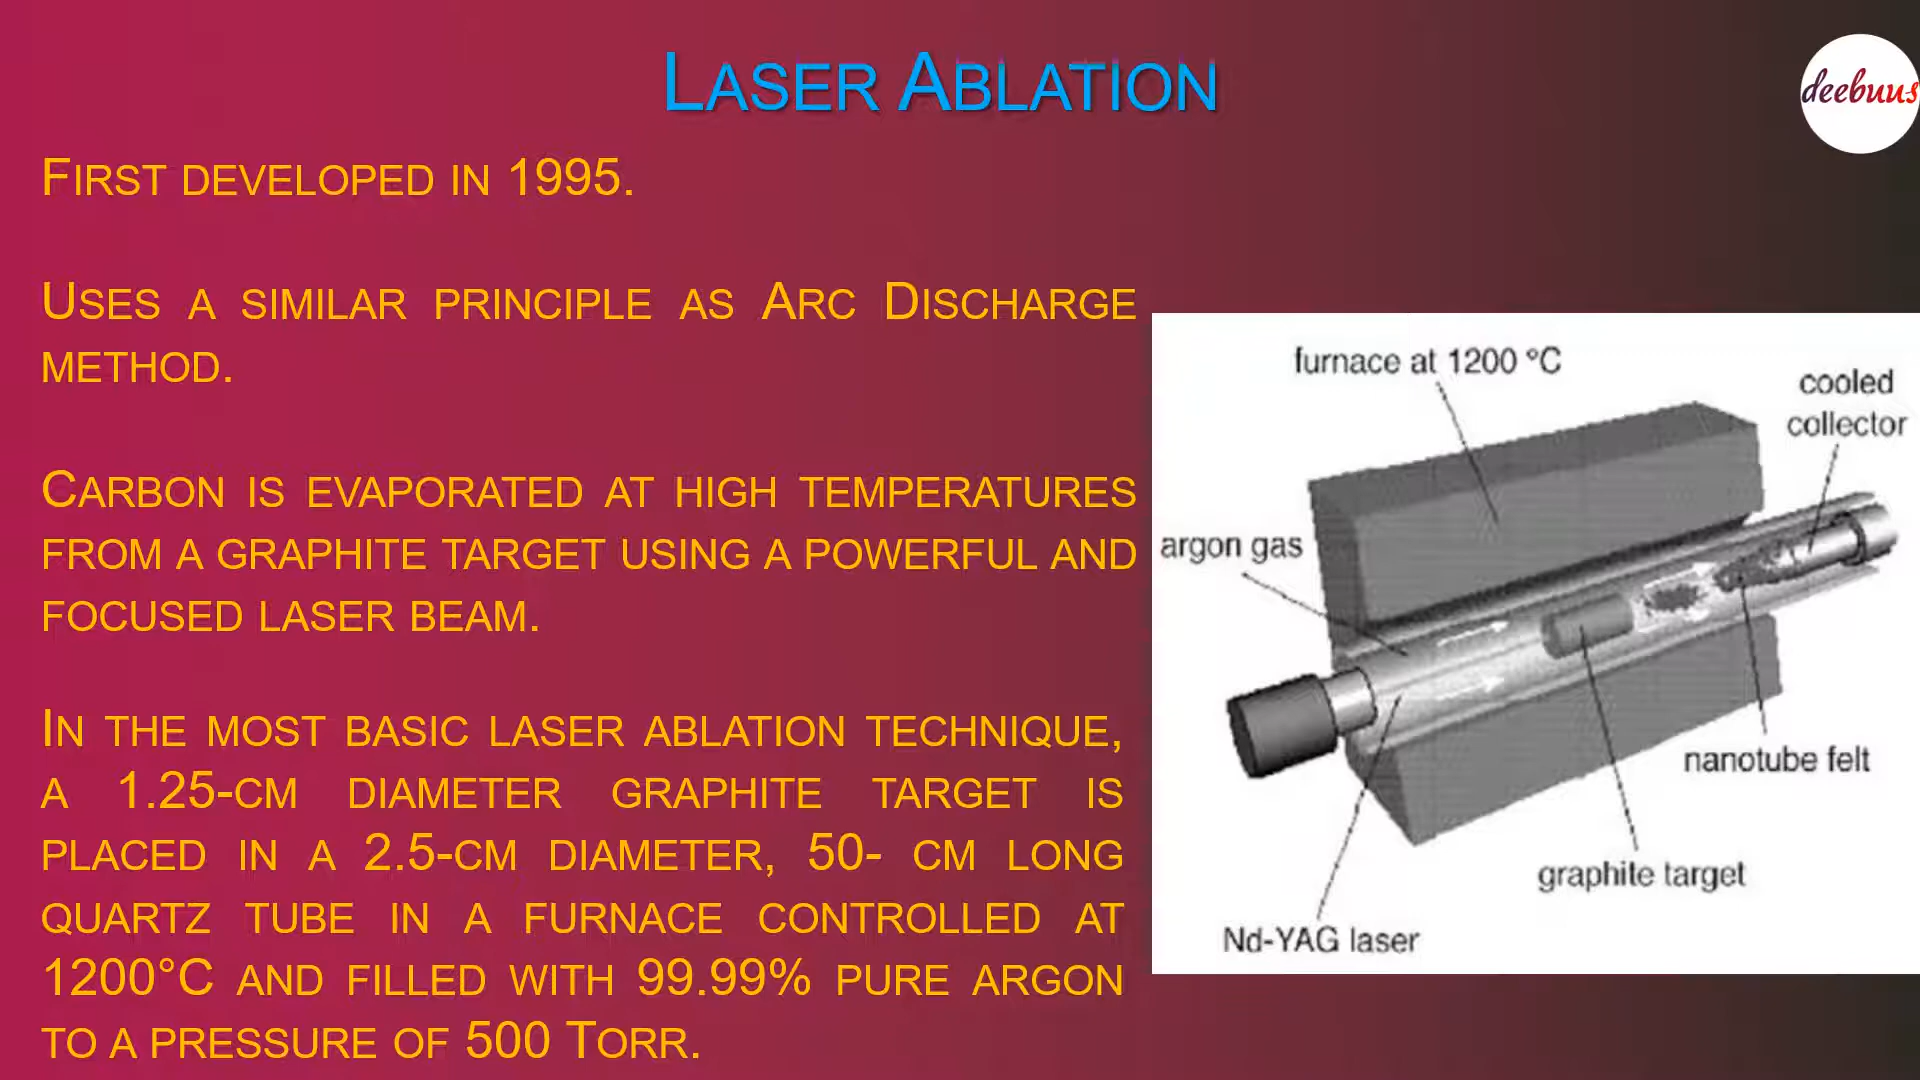 LASER ABLATION
deebuus
FIRST DEVELOPED IN 1995.
USES A SIMILAR PRINCIPLE AS ARC DISCHARGE
METHOD.
CARBON IS EVAPORATED AT HIGH TEMPERATURES
FROM A GRAPHITE TARGET USING A POWERFUL AND
FOCUSED LASER BEAM.
IN THE MOST BASIC LASER ABLATION TECHNIQUE,
A 1.25-CM DIAMETER GRAPHITE TARGET IS
PLACED IN A 2.5-CM DIAMETER, 50- CM LONG
QUARTZ TUBE IN A FURNACE CONTROLLED AT
1200°C AND FILLED WITH 99.99% PURE ARGON
TO A PRESSURE OF 500 TORR.
furnace at 1200 °C
cooled
collector
argon gas
nanotube felt
graphite target
Nd-YAG laser